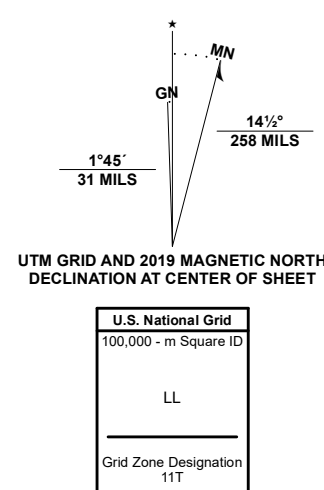 ★
MN
GN
14½°
258 MILS
1°45´
31 MILS
UTM GRID AND 2019 MAGNETIC NORTH
DECLINATION AT CENTER OF SHEET
U.S. National Grid
100,000 - m Square ID
LL
Grid Zone Designation
11T